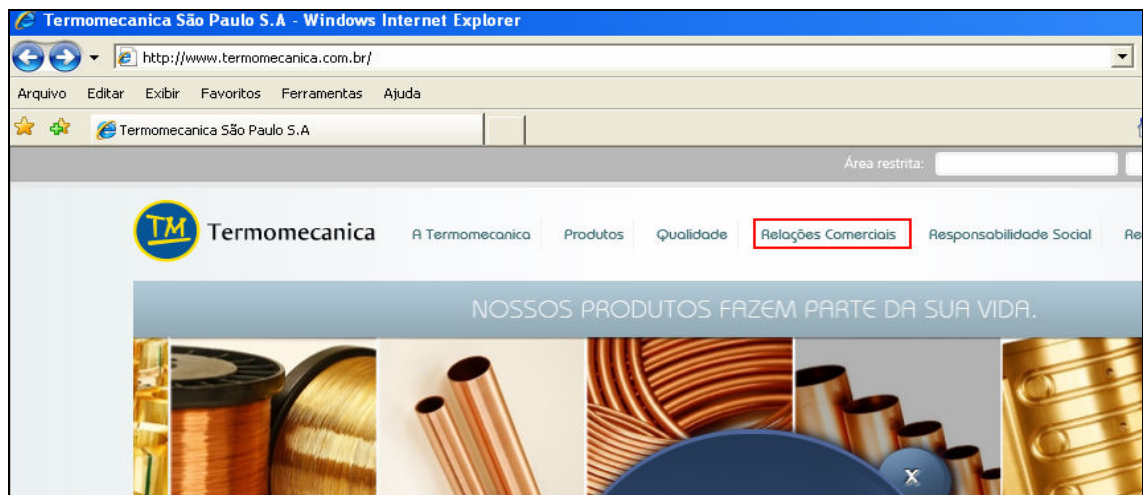 Termomecanica São Paulo S.A - Windows Internet Explorer
http://www.termomecanica.com.br/
Arquivo Editar Exibir Favoritos Ferramentas Ajuda
Termomecanica São Paulo S.A
Área restrita:
TM Termomecanica A Termomecanica Produtos Qualidade Relações Comerciais Responsabilidade Social Re
NOSSOS PRODUTOS FAZEM PARTE DA SUA VIDA.
X